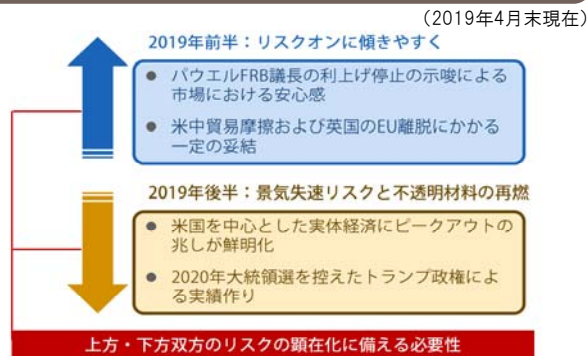 (2019年4月末現在)
2019年前半：リスクオンに傾きやすく
● パウエルFRB議長の利上げ停止の示唆による
市場における安心感
● 米中貿易摩擦および英国のEU離脱にかかる
一定の妥結
2019年後半：景気失速リスクと不透明材料の再燃
● 米国を中心とした実体経済にピークアウトの
兆しが鮮明化
● 2020年大統領選を控えたトランプ政権によ
る実績作り
上方・下方双方のリスクの顕在化に備える必要性